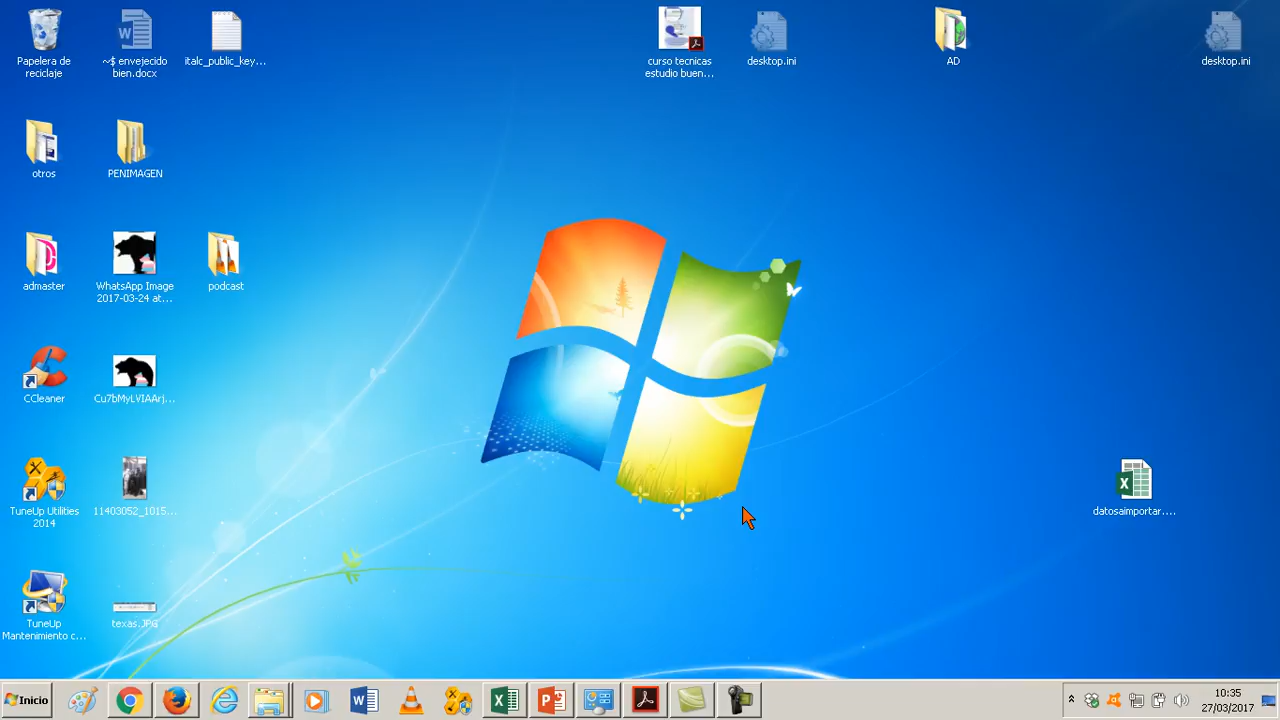 Papelera de
reciclaje
~$ envejecido
bien.docx
italc_public_key...
curso tecnicas
estudio buen...
desktop.ini
AD
desktop.ini
otros
PENIMAGEN
admaster
WhatsApp Image
2017-03-24 at...
podcast
CCleaner
Cu7bMyLVIAArj...
TuneUp Utilities
2014
11403052_1015...
datosaimportar....
TuneUp
Mantenimiento c...
texas.JPG
Inicio
10:35
27/03/2017